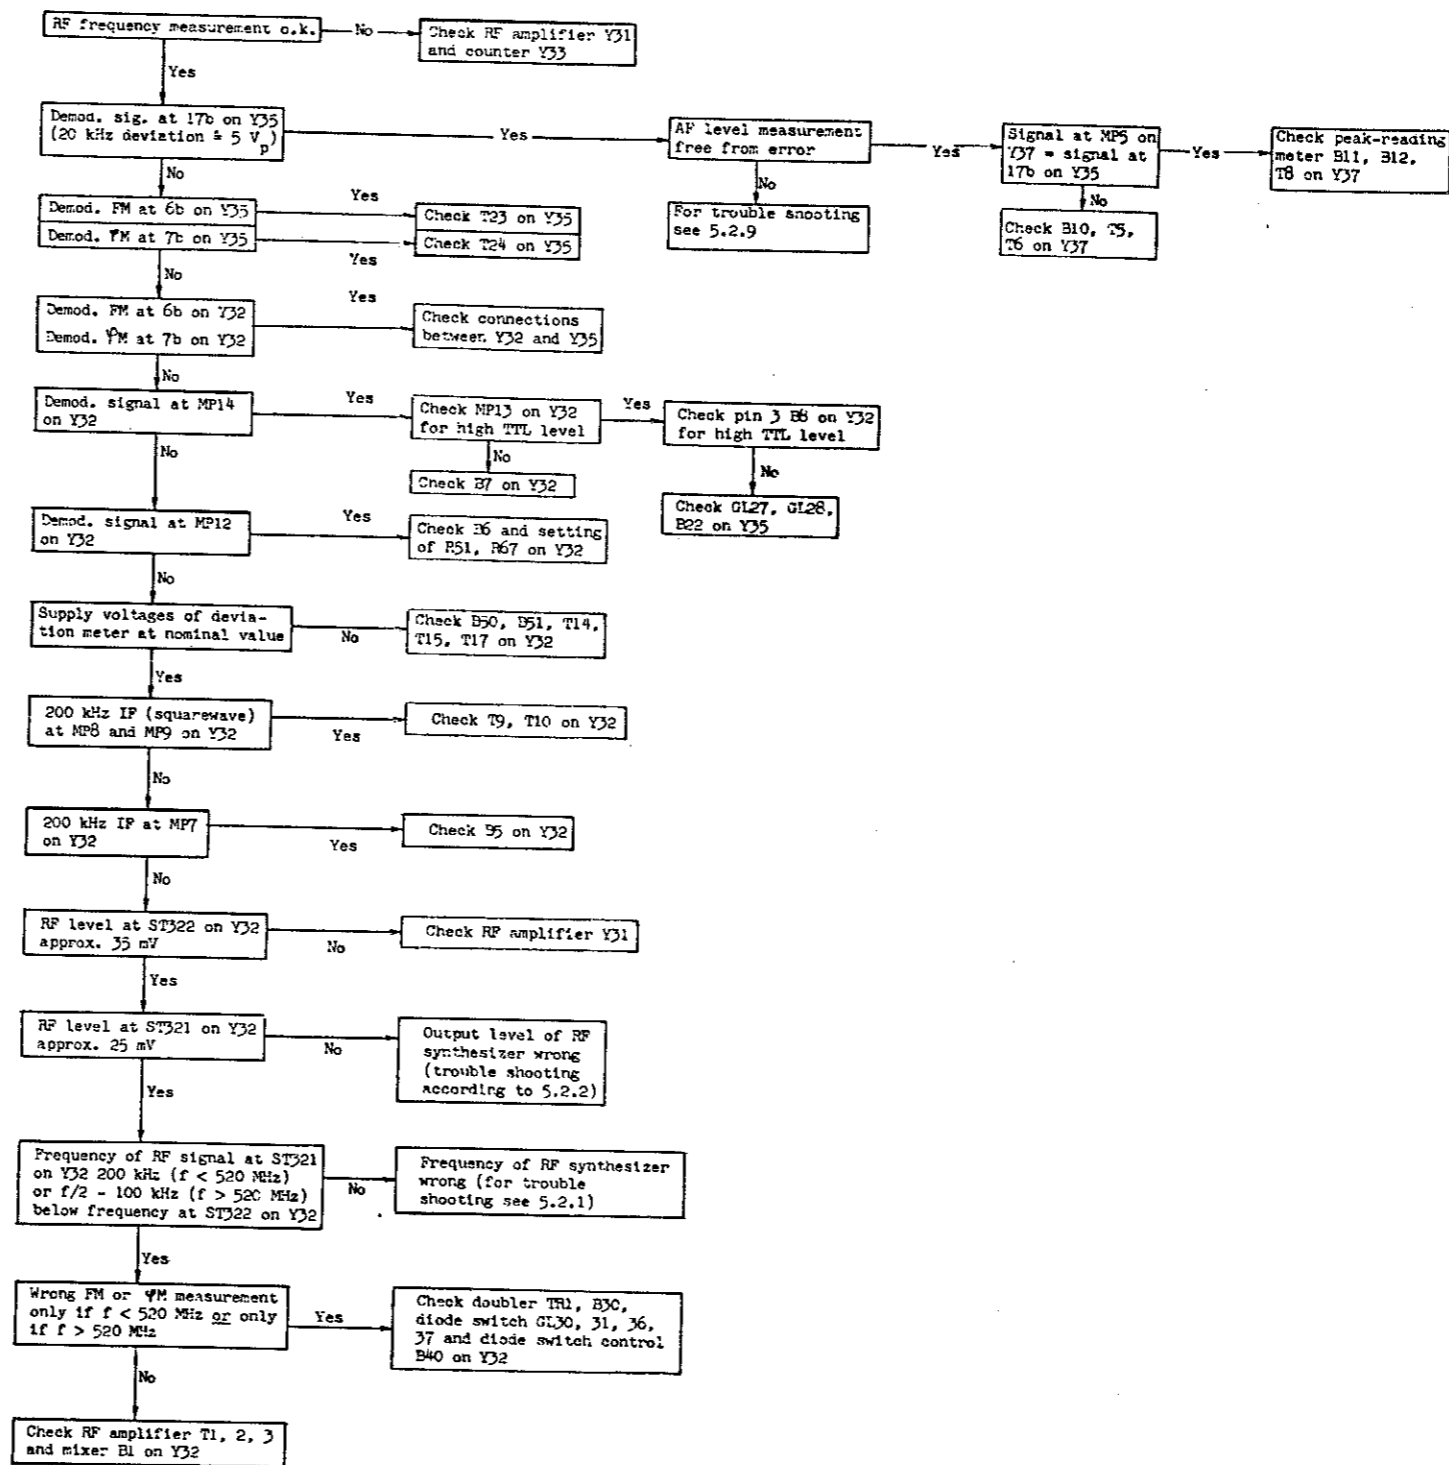 RF frequency measurement o.k.
No
Check RF amplifier Y31
and counter Y33
Yes
Demod. sig. at 17b on Y35
(20 kHz deviation ≙ 5 Vp)
Yes
AF level measurement
free from error
Yes
Signal at MP5 on
Y37 = signal at
17b on Y35
Yes
Check peak-reading
meter B11, B12,
T8 on Y37
No
No
For trouble shooting
see 5.2.9
No
Check B10, T5,
T6 on Y37
Demod. FM at 6b on Y35
Yes
Check T23 on Y35
Demod. φM at 7b on Y35
Yes
Check T24 on Y35
No
Demod. FM at 6b on Y32
Demod. φM at 7b on Y32
Yes
Check connections
between Y32 and Y35
No
Demod. signal at MP14
on Y32
Yes
Check MP13 on Y32
for high TTL level
Yes
Check pin 3 B8 on Y32
for high TTL level
No
No
Check B7 on Y32
No
Check GL27, GL28,
B22 on Y35
Demod. signal at MP12
on Y32
Yes
Check B6 and setting
of R51, R67 on Y32
No
Supply voltages of devia-
tion meter at nominal value
No
Check B50, B51, T14,
T15, T17 on Y32
Yes
200 kHz IF (squarewave)
at MP8 and MP9 on Y32
Yes
Check T9, T10 on Y32
No
200 kHz IF at MP7
on Y32
Yes
Check B5 on Y32
No
RF level at ST322 on Y32
approx. 35 mV
No
Check RF amplifier Y31
Yes
RF level at ST321 on Y32
approx. 25 mV
No
Output level of RF
synthesizer wrong
(trouble shooting
according to 5.2.2)
Yes
Frequency of RF signal at ST321
on Y32 200 kHz (f < 520 MHz)
or f/2 - 100 kHz (f > 520 MHz)
below frequency at ST322 on Y32
No
Frequency of RF synthesizer
wrong (for trouble
shooting see 5.2.1)
Yes
Wrong FM or φM measurement
only if f < 520 MHz or only
if f > 520 MHz
Yes
Check doubler TR1, B30,
diode switch GL30, 31, 36,
37 and diode switch control
B40 on Y32
No
Check RF amplifier T1, 2, 3
and mixer B1 on Y32